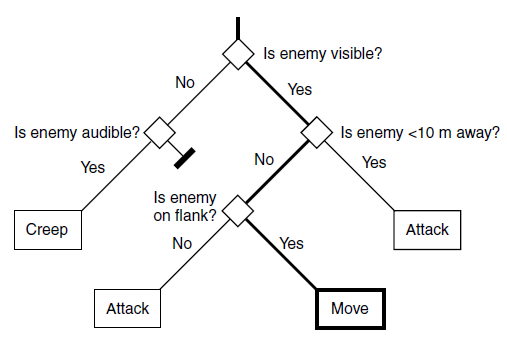 Is enemy visible?
No
Yes
Is enemy audible?
Is enemy <10 m away?
Yes
No
Yes
Is enemy
on flank?
Creep
Attack
No
Yes
Attack
Move